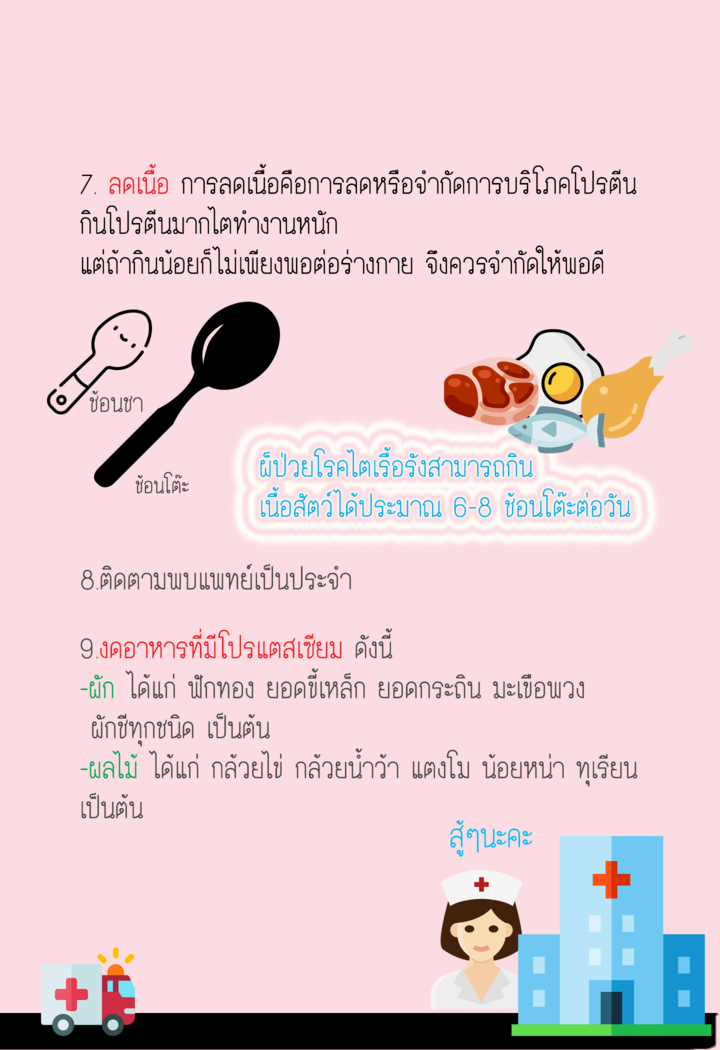 7. ลดเนื้อ การลดเนื้อคือการลดหรือจำกัดการบริโภคโปรตีน
กินโปรตีนมากไตทำงานหนัก
แต่ถ้ากินน้อยก็ไม่เพียงพอต่อร่างกาย จึงควรจำกัดให้พอดี
ช้อนชา
ช้อนโต๊ะ
ผู้ป่วยโรคไตเรื้อรังสามารถกิน
เนื้อสัตว์ได้ประมาณ 6-8 ช้อนโต๊ะต่อวัน
8.ติดตามพบแพทย์เป็นประจำ
9.งดอาหารที่มีโปรแตสเซียม ดังนี้
-ผัก ได้แก่ ฟักทอง ยอดขี้เหล็ก ยอดกระถิน มะเขือพวง
ผักชีทุกชนิด เป็นต้น
-ผลไม้ ได้แก่ กล้วยไข่ กล้วยน้ำว้า แตงโม น้อยหน่า ทุเรียน
เป็นต้น
สู้ๆนะคะ